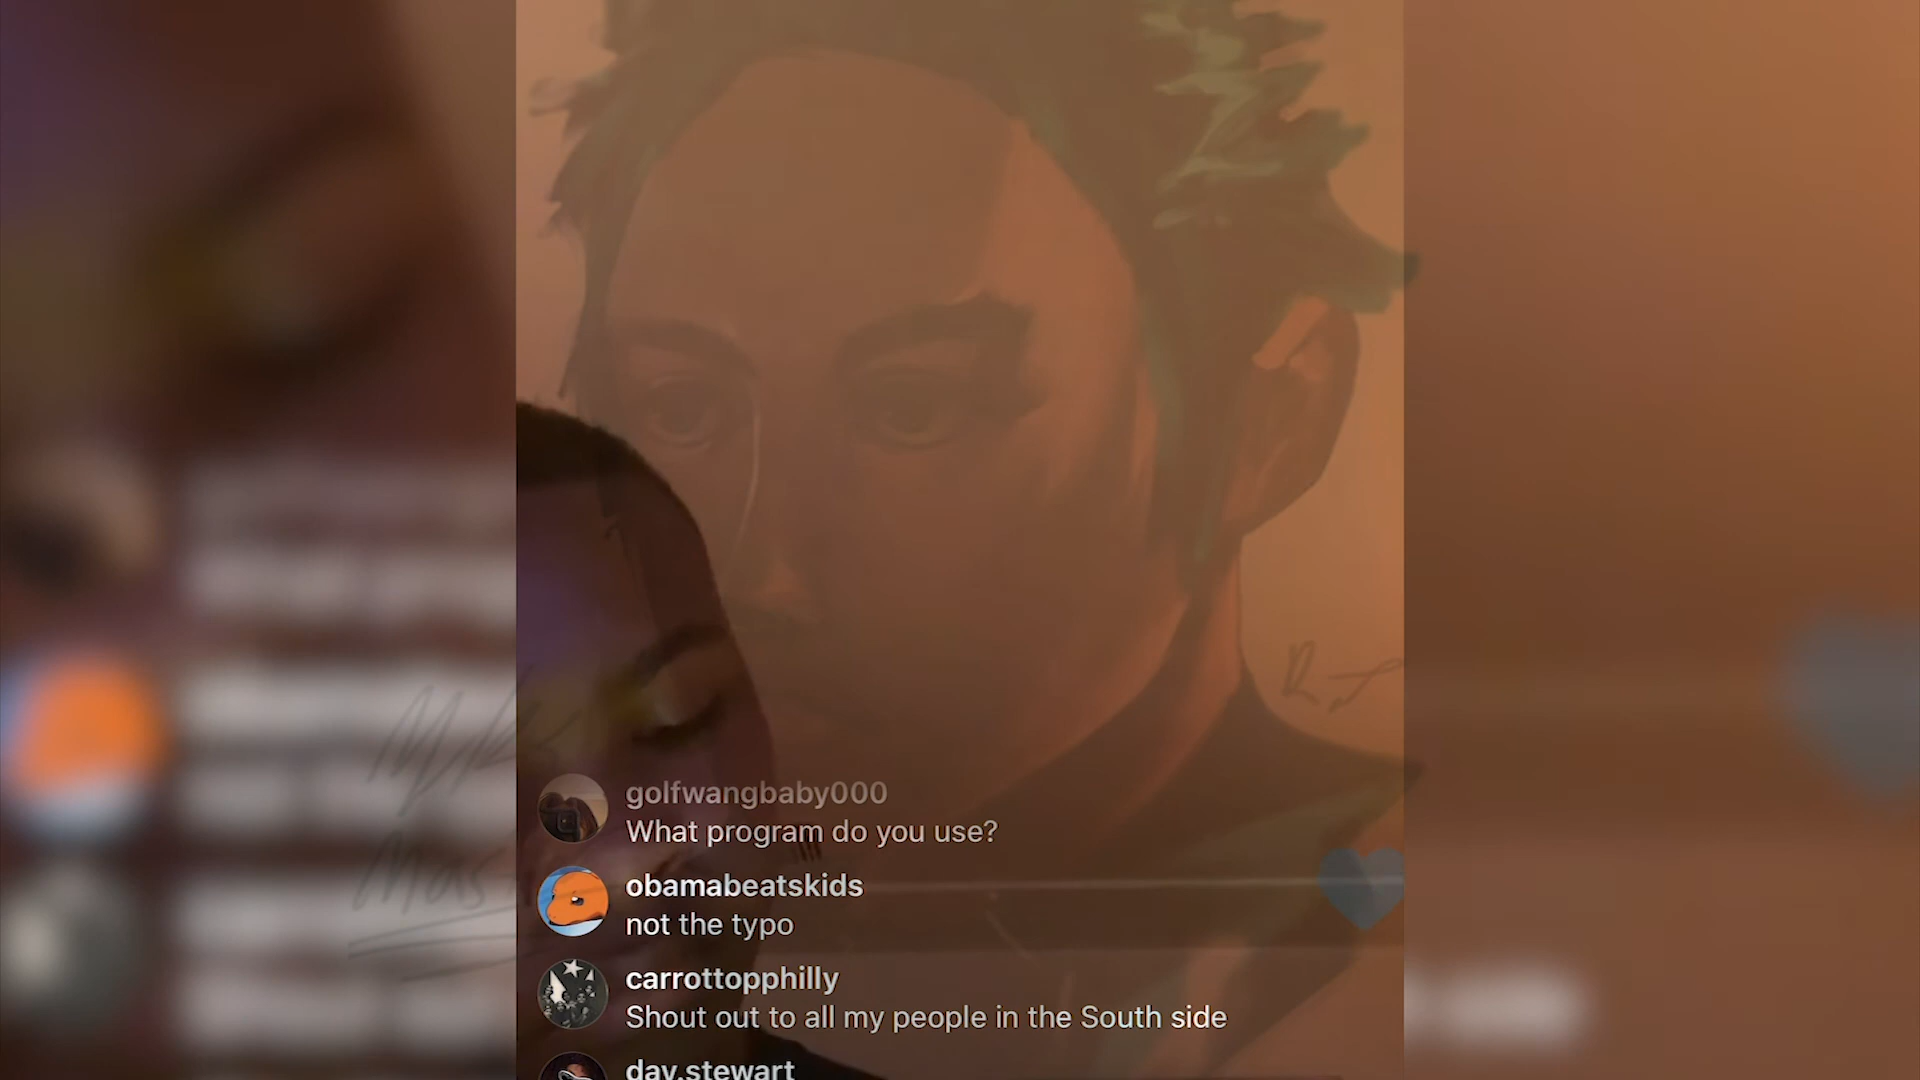 golfwangbaby000
What program do you use?
obamabeatskids
not the typo
carrottopphilly
Shout out to all my people in the South side
day.stewart